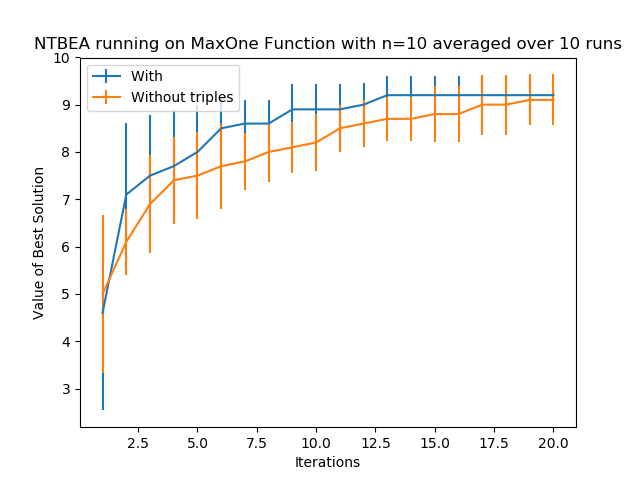 NTBEA running on MaxOne Function with n=10 averaged over 10 runs
With
Without triples
Value of Best Solution
10
9
8
7
6
5
4
3
2.5 5.0 7.5 10.0 12.5 15.0 17.5 20.0
Iterations